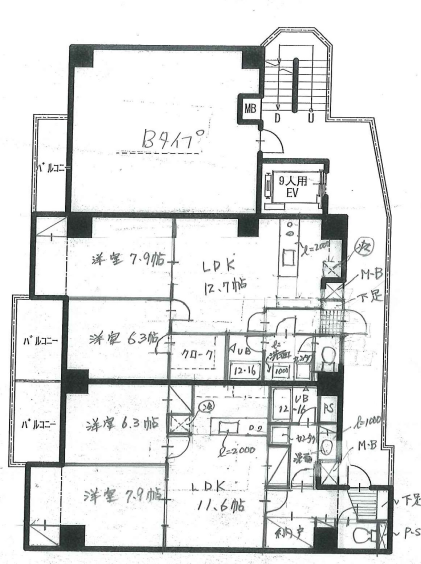 MB
D
U
Bタイプ
バルコニー
9人用
EV
洋室 7.9帖
LDK
12.7帖
l=2000
冷
M・B
下足
洋室 6.3帖
クローク
UB
12・16
l=
洗面
1000
バルコニー
バルコニー
洋室 6.3帖
冷
l=2000
UB
12-16
PS
l=1000
洗面
M・B
洋室 7.9帖
LDK
11.6帖
納戸
下足
P・S